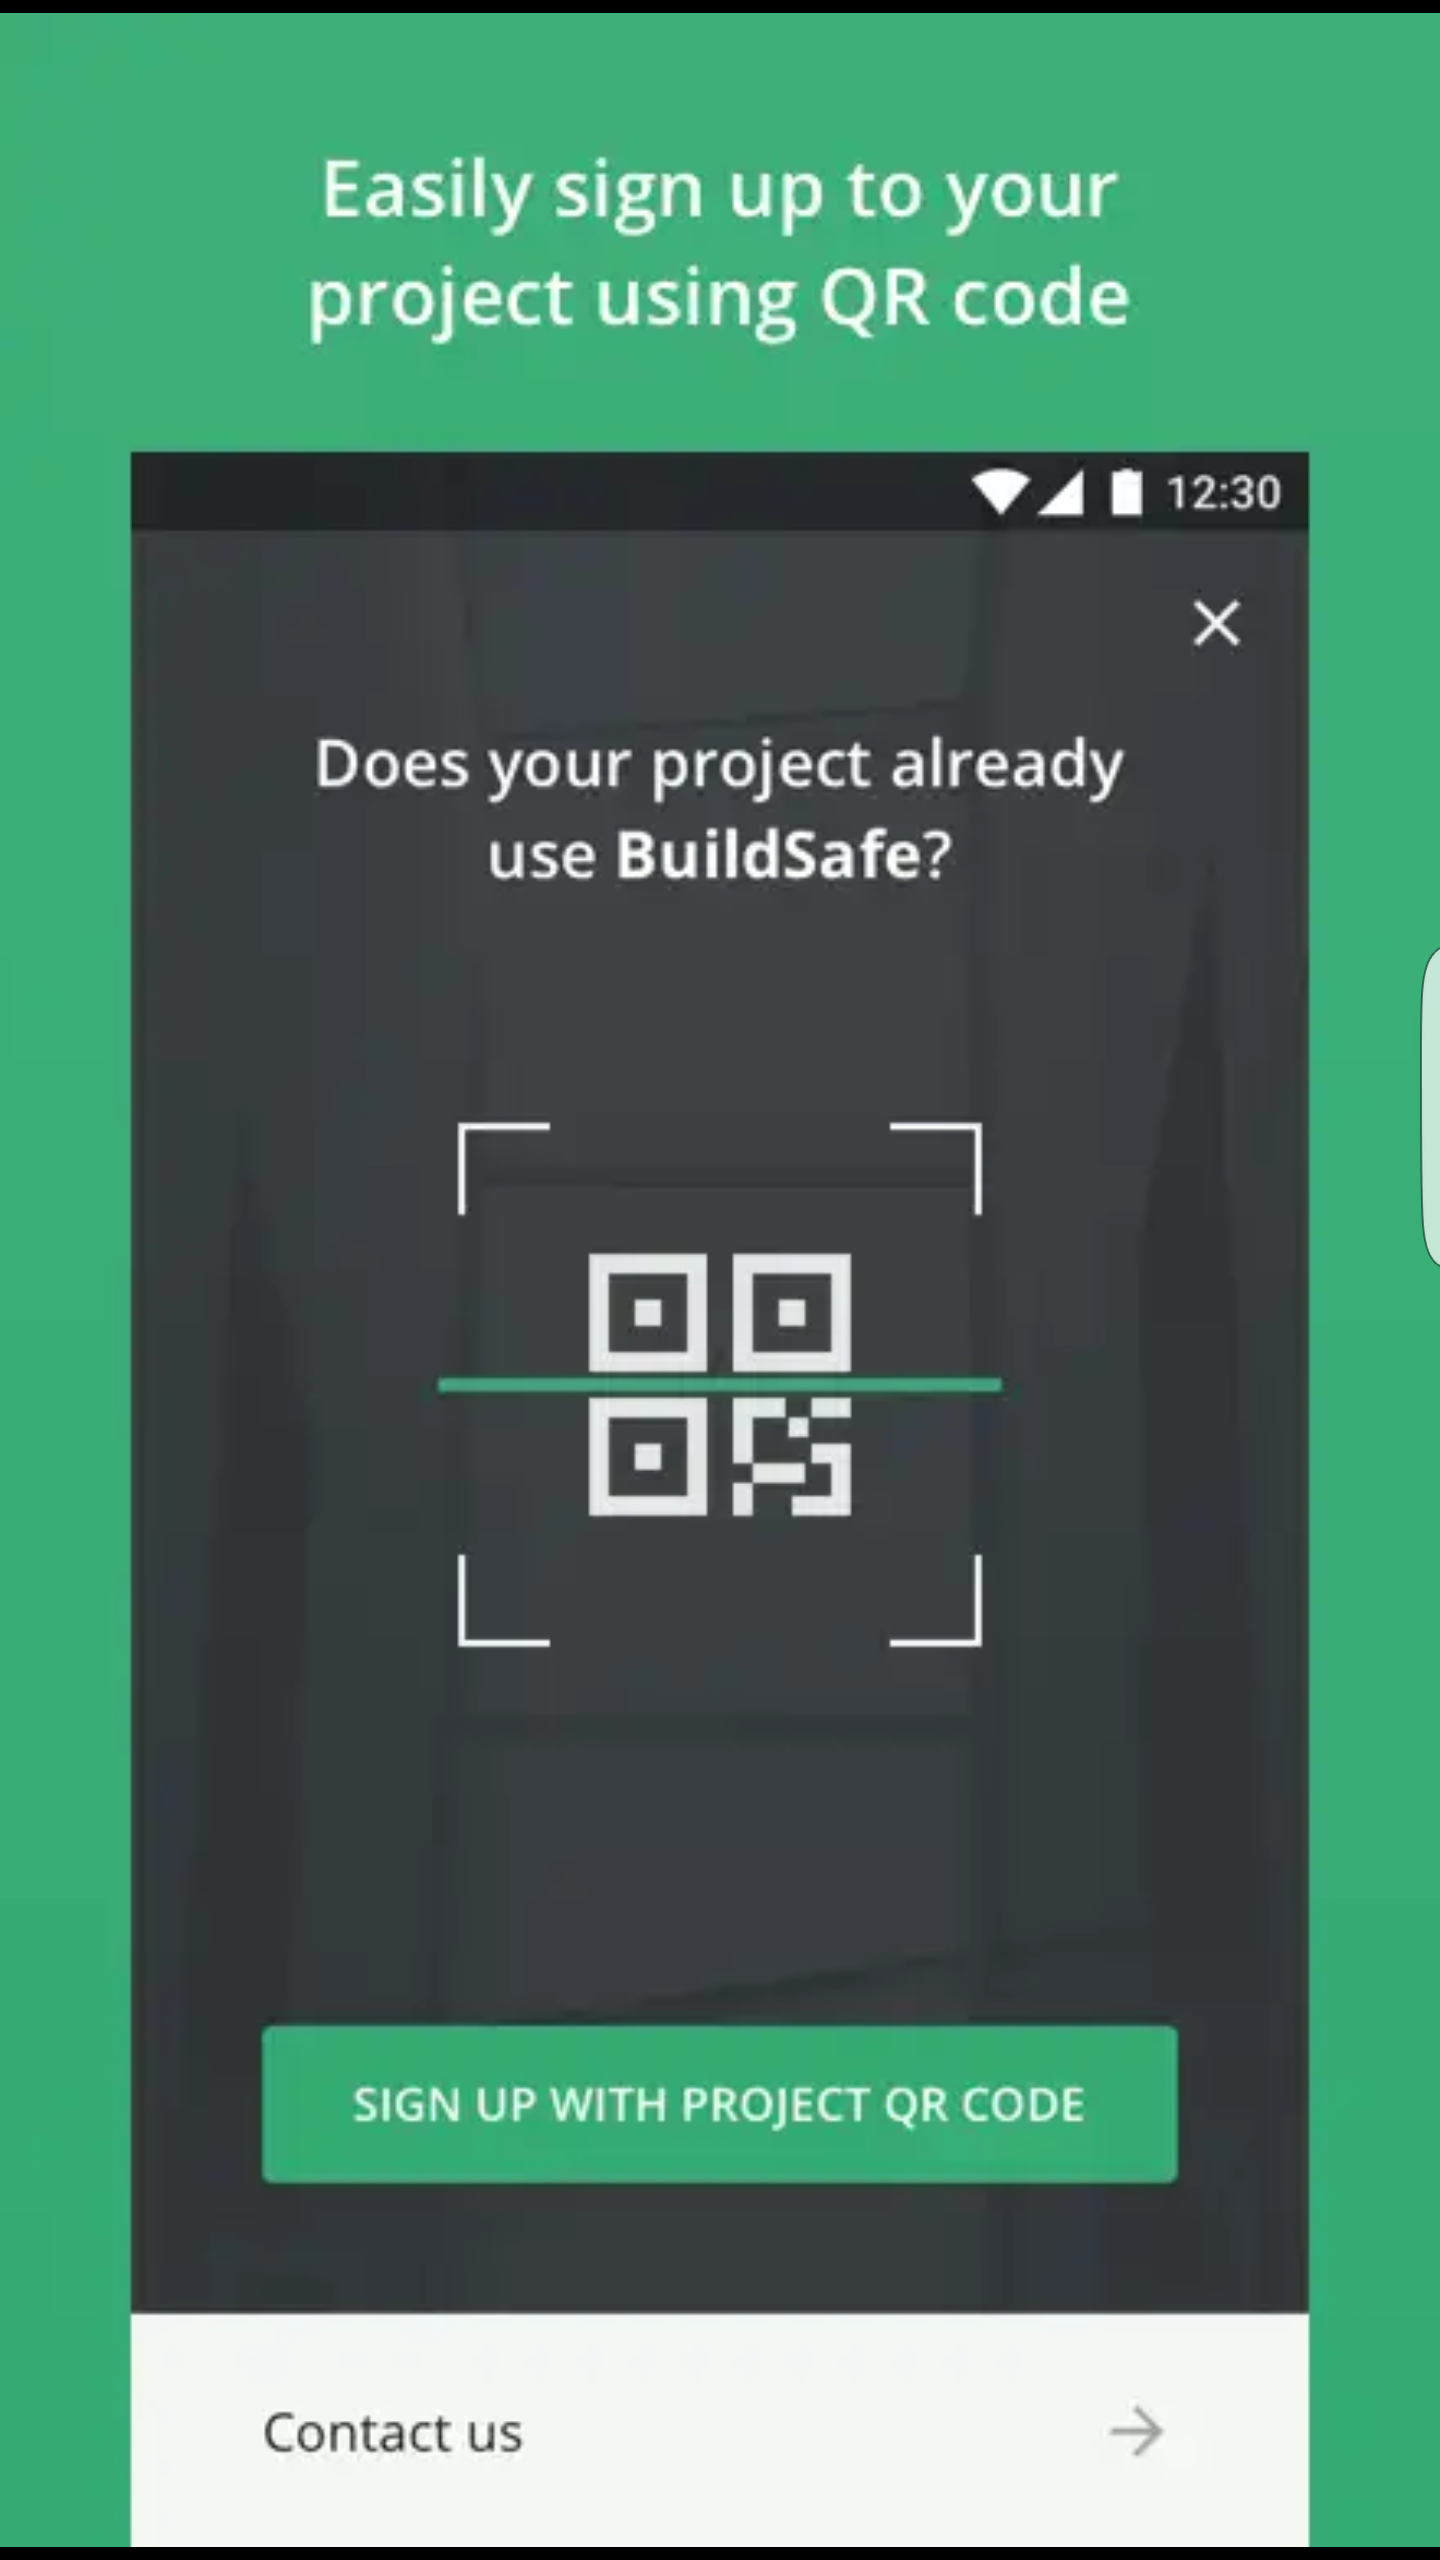 Easily sign up to your
project using QR code
12:30
Does your project already
use BuildSafe?
SIGN UP WITH PROJECT QR CODE
Contact us